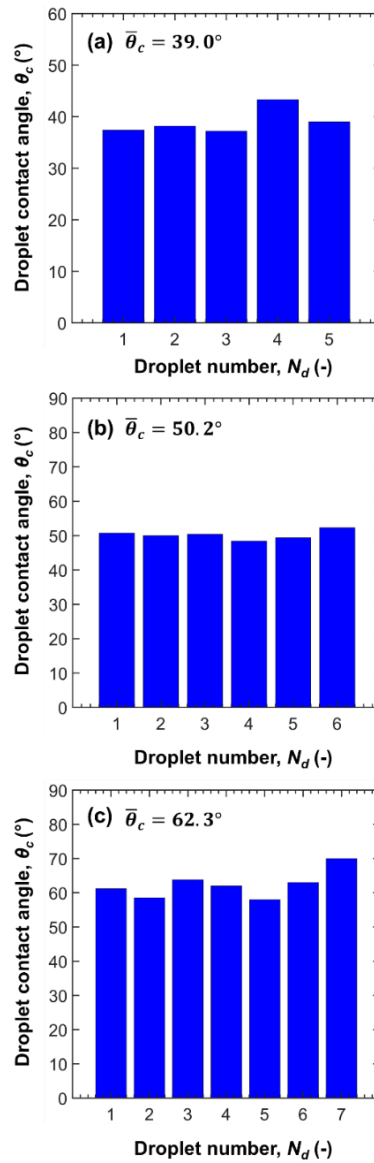 (a) θ̅c = 39.0°
60
50
40
30
20
10
0
Droplet contact angle, θc (°)
1 2 3 4 5
Droplet number, Nd (-)
(b) θ̅c = 50.2°
90
80
70
60
50
40
30
20
10
0
Droplet contact angle, θc (°)
1 2 3 4 5 6
Droplet number, Nd (-)
(c) θ̅c = 62.3°
90
80
70
60
50
40
30
20
10
0
Droplet contact angle, θc (°)
1 2 3 4 5 6 7
Droplet number, Nd (-)